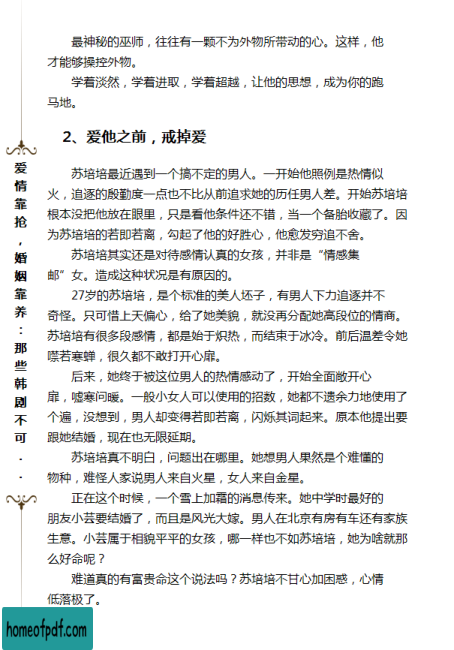 最神秘的巫师，往往有一颗不为外物所带动的心。这样，他
才能够操控外物。
学着淡然，学着进取，学着超越，让他的思想，成为你的跑
马地。
2、爱他之前，戒掉爱
苏培培最近遇到一个搞不定的男人。一开始他照例是热情似
火，追逐的殷勤度一点也不比从前追求她的历任男人差。开始苏培培
根本没把他放在眼里，只是看他条件还不错，当一个备胎收藏了。因
为苏培培的若即若离，勾起了他的好胜心，他愈发穷追不舍。
苏培培其实还是对待感情认真的女孩，并非是“情感集
邮”女。造成这种状况是有原因的。
27岁的苏培培，是个标准的美人坯子，有男人下力追逐并不
奇怪。只可惜上天偏心，给了她美貌，就没再分配她高段位的情商。
苏培培有很多段感情，都是始于炽热，而结束于冰冷。前后温差令她
噤若寒蝉，很久都不敢打开心扉。
后来，她终于被这位男人的热情感动了，开始全面敞开心
扉，嘘寒问暖。一般小女人可以使用的招数，她都不遗余力地使用了
个遍，没想到，男人却变得若即若离，闪烁其词起来。原本他提出要
跟她结婚，现在也无限延期。
苏培培真不明白，问题出在哪里。她想男人果然是个难懂的
物种，难怪人家说男人来自火星，女人来自金星。
正在这个时候，一个雪上加霜的消息传来。她中学时最好的
朋友小芸要结婚了，而且是风光大嫁。男人在北京有房有车还有家族
生意。小芸属于相貌平平的女孩，哪一样也不如苏培培，她为啥就那
么好命呢？
难道真的有富贵命这个说法吗？苏培培不甘心加困惑，心情
低落极了。
爱情靠抢，婚姻靠养：那些韩剧不可..
homeofpdf.com